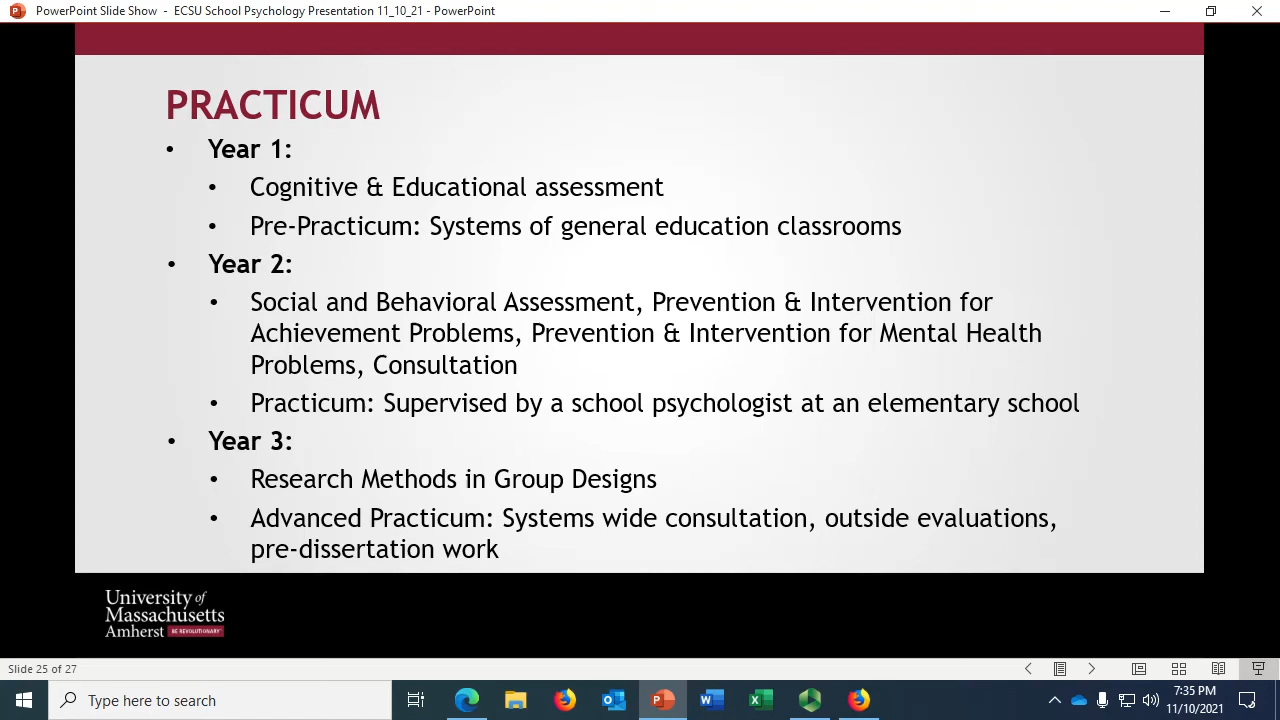 PowerPoint Slide Show - ECSU School Psychology Presentation 11_10_21 - PowerPoint
PRACTICUM
• Year 1:
• Cognitive & Educational assessment
• Pre-Practicum: Systems of general education classrooms
• Year 2:
• Social and Behavioral Assessment, Prevention & Intervention for
Achievement Problems, Prevention & Intervention for Mental Health
Problems, Consultation
• Practicum: Supervised by a school psychologist at an elementary school
• Year 3:
• Research Methods in Group Designs
• Advanced Practicum: Systems wide consultation, outside evaluations,
pre-dissertation work
University of
Massachusetts
Amherst BE REVOLUTIONARY™
Slide 25 of 27
Type here to search
7:35 PM
11/10/2021